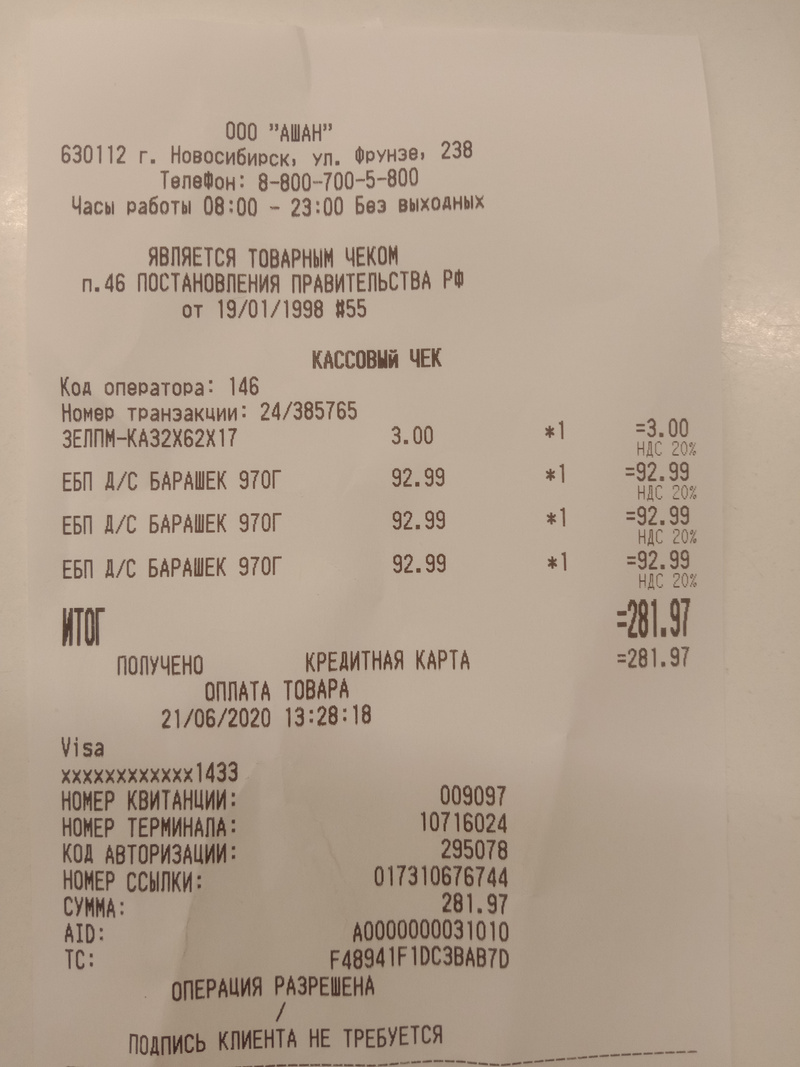 ООО "АШАН"
630112 г. Новосибирск, ул. Фрунзе, 238
Телефон: 8-800-700-5-800
Часы работы 08:00 - 23:00 Без выходных
ЯВЛЯЕТСЯ ТОВАРНЫМ ЧЕКОМ
п.46 ПОСТАНОВЛЕНИЯ ПРАВИТЕЛЬСТВА РФ
от 19/01/1998 #55
КАССОВЫЙ ЧЕК
Код оператора: 146
Номер транзакции: 24/385765
ЗЕЛПМ-КА32Х62Х17 3.00 *1 =3.00
НДС 20%
ЕБП Д/С БАРАШЕК 970Г 92.99 *1 =92.99
НДС 20%
ЕБП Д/С БАРАШЕК 970Г 92.99 *1 =92.99
НДС 20%
ЕБП Д/С БАРАШЕК 970Г 92.99 *1 =92.99
НДС 20%
ИТОГ =281.97
ПОЛУЧЕНО КРЕДИТНАЯ КАРТА =281.97
ОПЛАТА ТОВАРА
21/06/2020 13:28:18
Visa
xxxxxxxxxxxx1433
НОМЕР КВИТАНЦИИ: 009097
НОМЕР ТЕРМИНАЛА: 10716024
КОД АВТОРИЗАЦИИ: 295078
НОМЕР ССЫЛКИ: 017310676744
СУММА: 281.97
AID: A0000000031010
TC: F48941F1DC3BAB7D
ОПЕРАЦИЯ РАЗРЕШЕНА
/
ПОДПИСЬ КЛИЕНТА НЕ ТРЕБУЕТСЯ